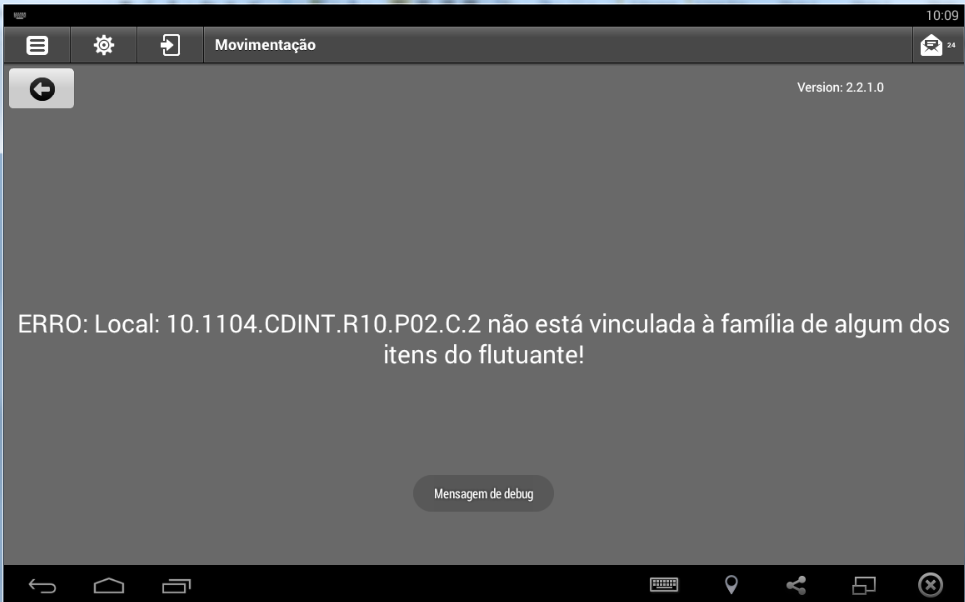 10:09
Movimentação
24
Version: 2.2.1.0
ERRO: Local: 10.1104.CDINT.R10.P02.C.2 não está vinculada à família de algum dos
itens do flutuante!
Mensagem de debug